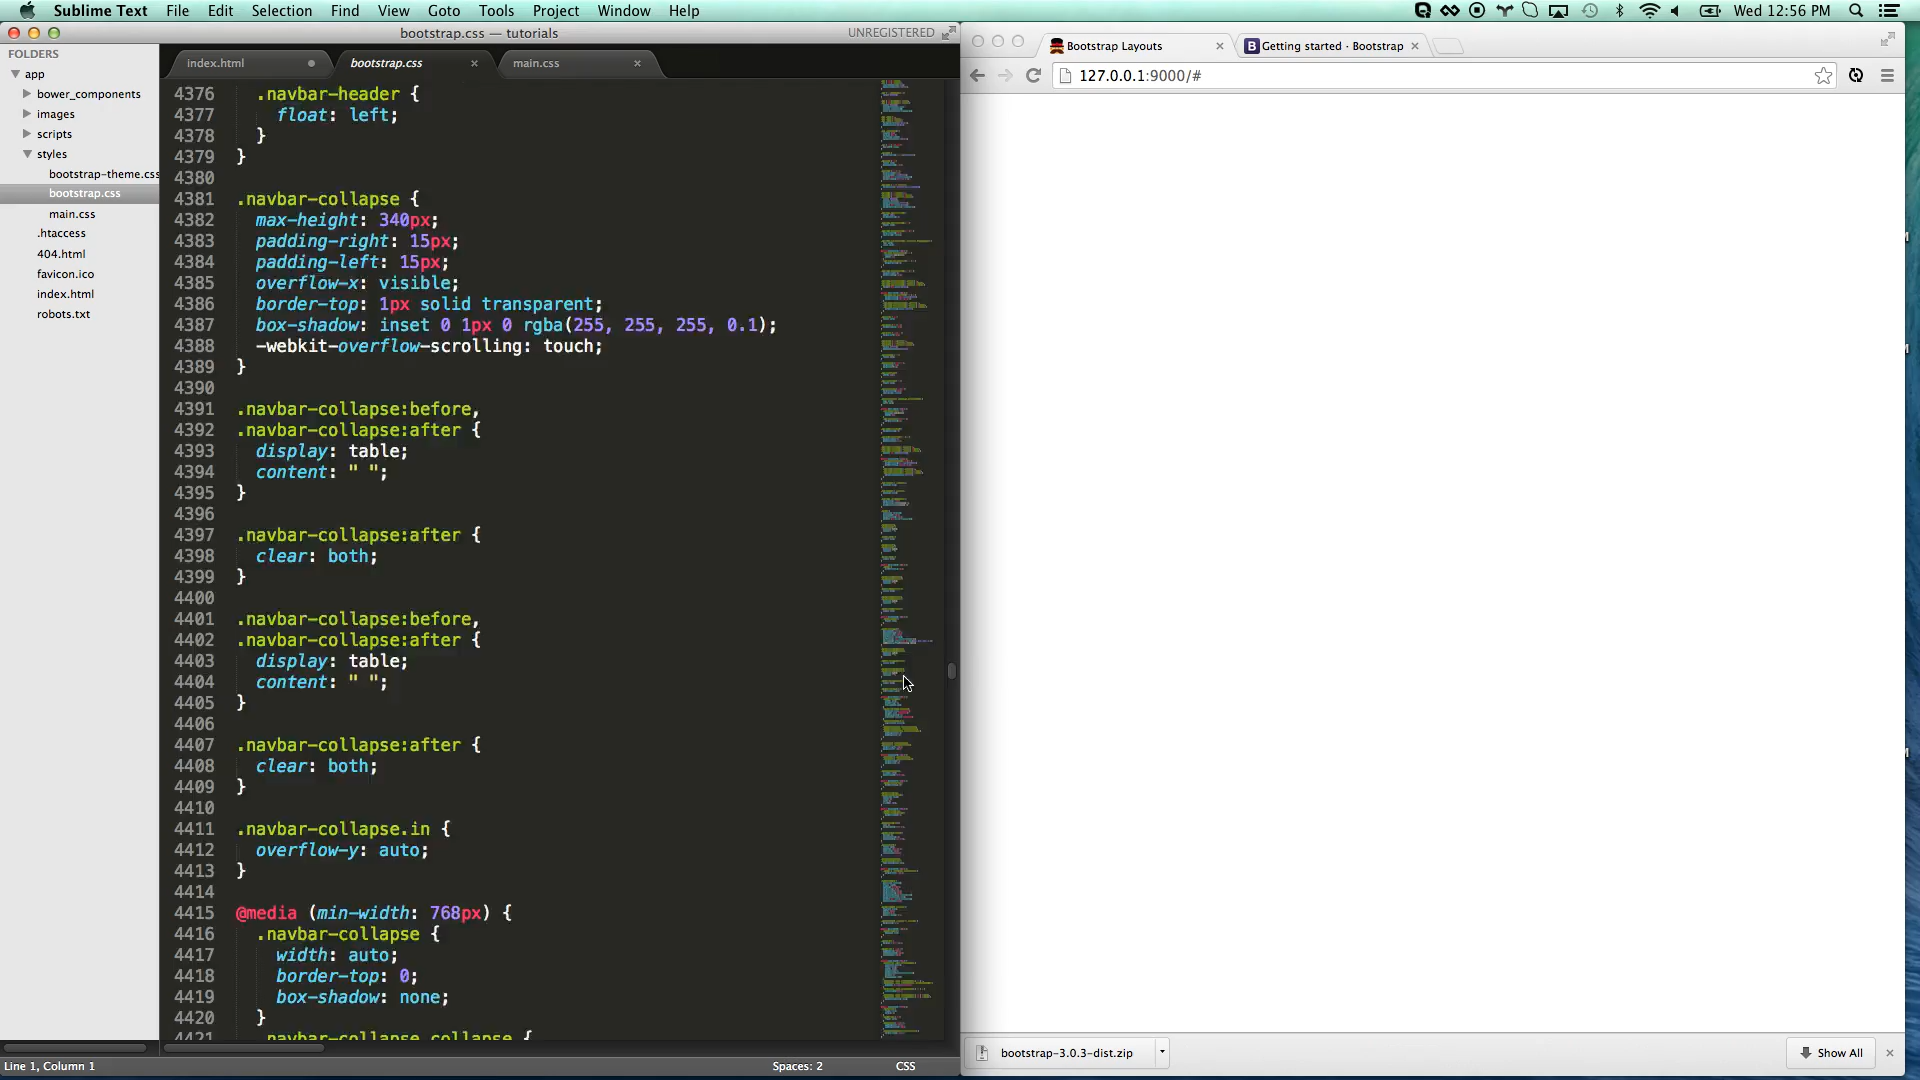 Sublime Text File Edit Selection Find View Goto Tools Project Window Help
Wed 12:56 PM
bootstrap.css — tutorials
UNREGISTERED
FOLDERS
app
bower_components
images
scripts
styles
bootstrap-theme.css
bootstrap.css
main.css
.htaccess
404.html
favicon.ico
index.html
robots.txt
index.html
bootstrap.css
main.css
4376 .navbar-header {
4377 float: left;
4378 }
4379 }
4380
4381 .navbar-collapse {
4382 max-height: 340px;
4383 padding-right: 15px;
4384 padding-left: 15px;
4385 overflow-x: visible;
4386 border-top: 1px solid transparent;
4387 box-shadow: inset 0 1px 0 rgba(255, 255, 255, 0.1);
4388 -webkit-overflow-scrolling: touch;
4389 }
4390
4391 .navbar-collapse:before,
4392 .navbar-collapse:after {
4393 display: table;
4394 content: " ";
4395 }
4396
4397 .navbar-collapse:after {
4398 clear: both;
4399 }
4400
4401 .navbar-collapse:before,
4402 .navbar-collapse:after {
4403 display: table;
4404 content: " ";
4405 }
4406
4407 .navbar-collapse:after {
4408 clear: both;
4409 }
4410
4411 .navbar-collapse.in {
4412 overflow-y: auto;
4413 }
4414
4415 @media (min-width: 768px) {
4416 .navbar-collapse {
4417 width: auto;
4418 border-top: 0;
4419 box-shadow: none;
4420 }
4421 .navbar-collapse.collapse {
Line 1, Column 1
Spaces: 2
CSS
Bootstrap Layouts
Getting started · Bootstrap
127.0.0.1:9000/#
bootstrap-3.0.3-dist.zip
Show All